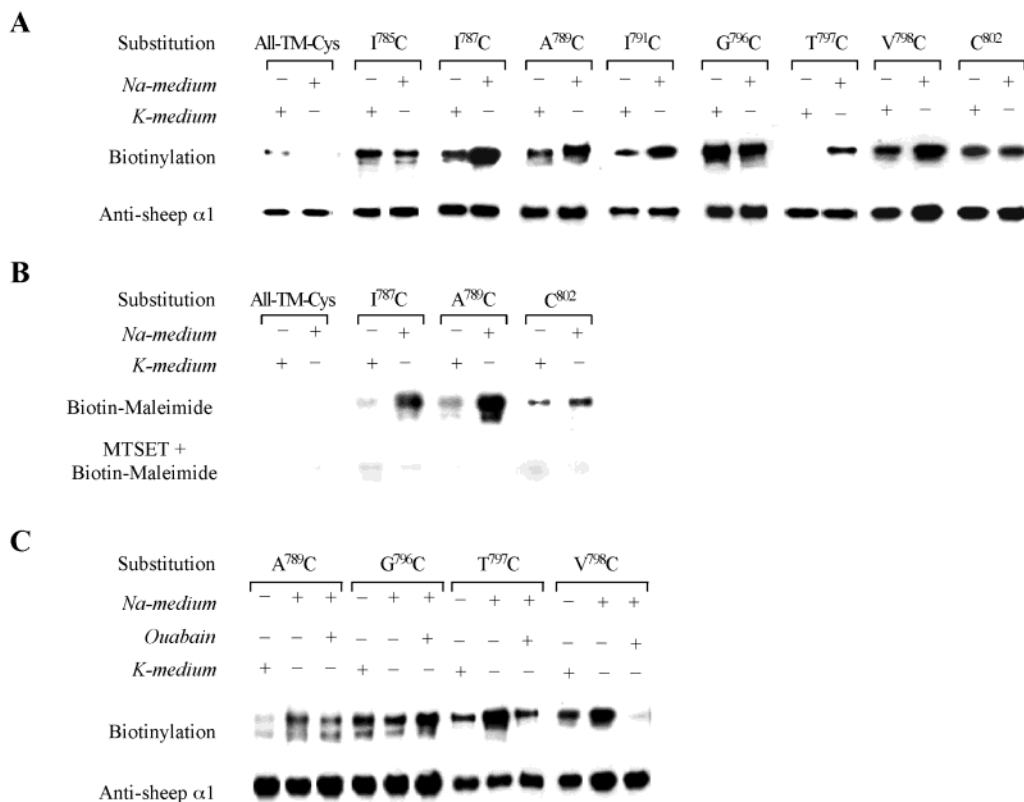 A
Substitution All-TM-Cys I⁷⁸⁵C I⁷⁸⁷C A⁷⁸⁹C I⁷⁹¹C G⁷⁹⁶C T⁷⁹⁷C V⁷⁹⁸C C⁸⁰²
Na-medium − + − + − + − + − + − + − + − + − +
K-medium + − + − + − + − + − + − + − + − + −
Biotinylation
Anti-sheep α1
B
Substitution All-TM-Cys I⁷⁸⁷C A⁷⁸⁹C C⁸⁰²
Na-medium − + − + − + − +
K-medium + − + − + − + −
Biotin-Maleimide
MTSET +
Biotin-Maleimide
C
Substitution A⁷⁸⁹C G⁷⁹⁶C T⁷⁹⁷C V⁷⁹⁸C
Na-medium − + + − + + − + + − + +
Ouabain − − + − − + − − + − − +
K-medium + − − + − − + − − + − −
Biotinylation
Anti-sheep α1